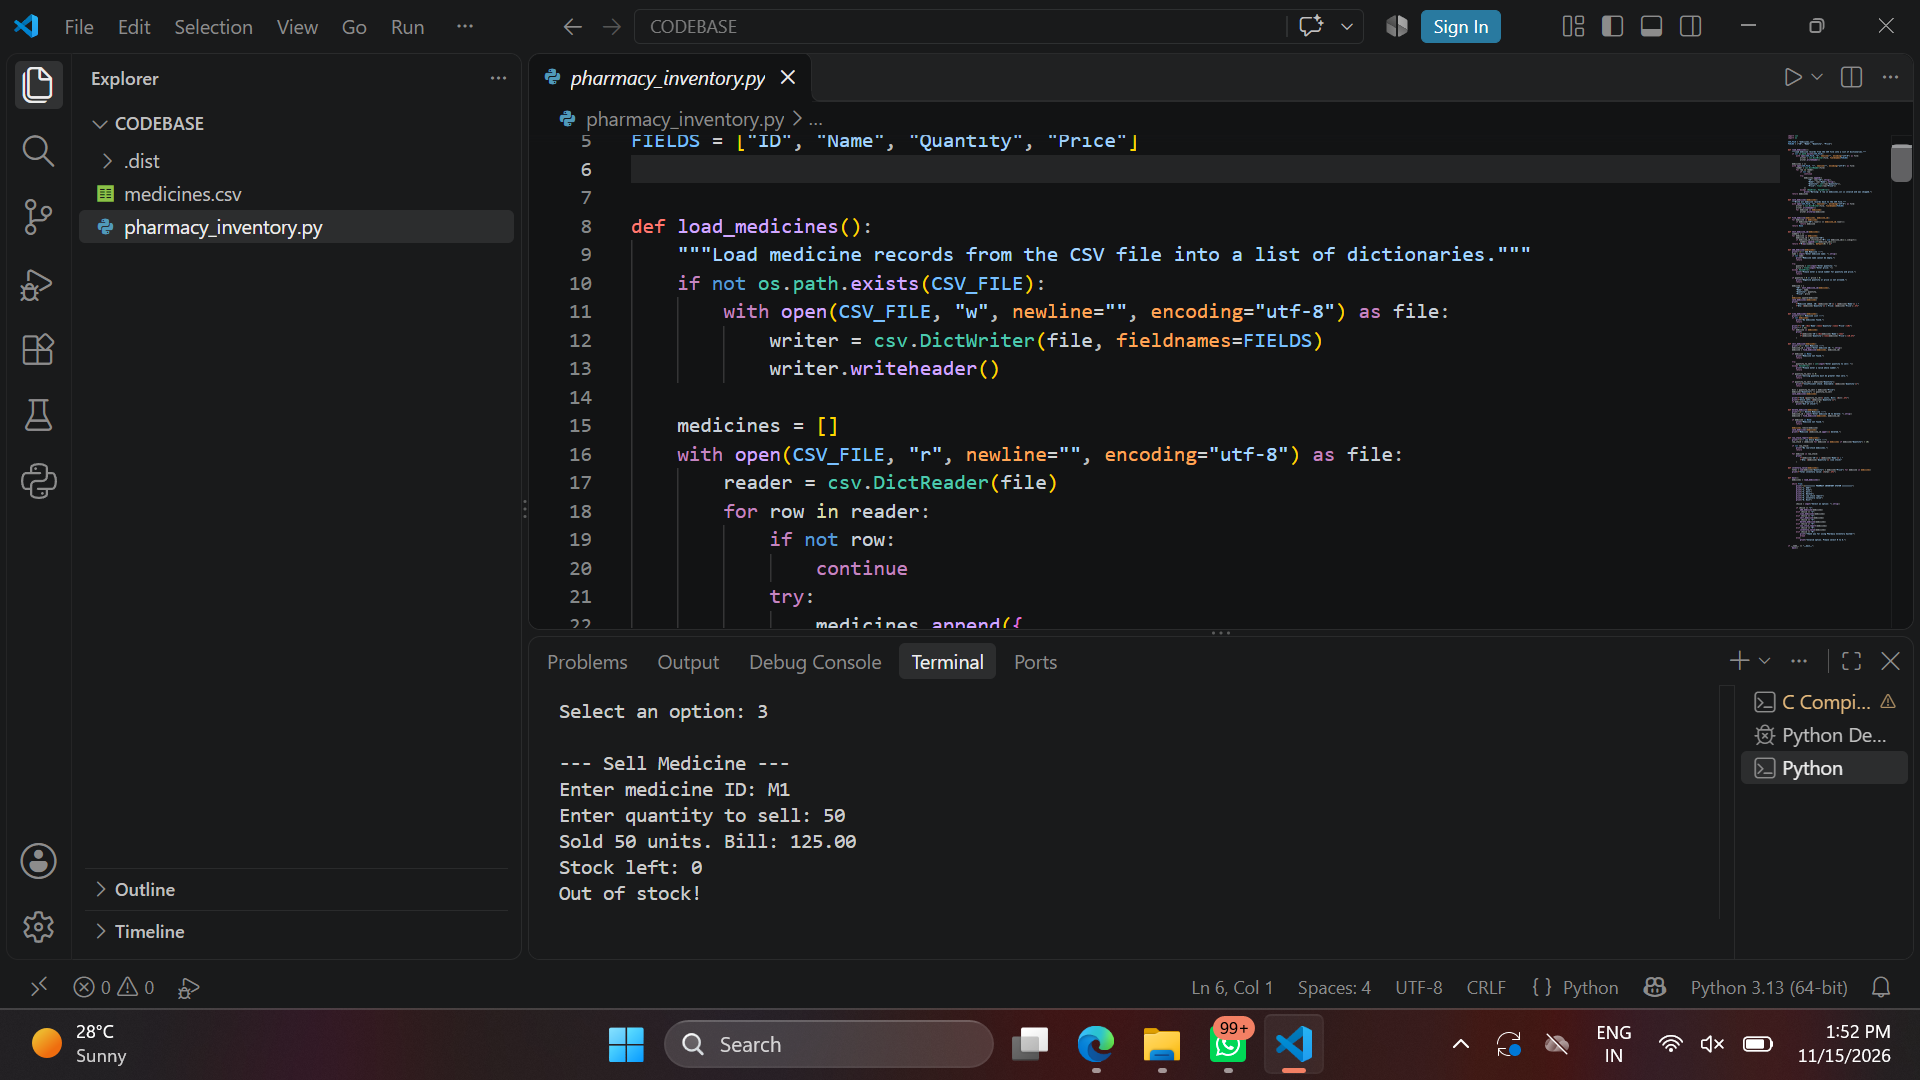 File Edit Selection View Go Run ...
CODEBASE
Sign In
Explorer
CODEBASE
.dist
medicines.csv
pharmacy_inventory.py
Outline
Timeline
pharmacy_inventory.py
pharmacy_inventory.py > ...
5 FIELDS = ["ID", "Name", "Quantity", "Price"]
6
7
8 def load_medicines():
9 """Load medicine records from the CSV file into a list of dictionaries."""
10 if not os.path.exists(CSV_FILE):
11 with open(CSV_FILE, "w", newline="", encoding="utf-8") as file:
12 writer = csv.DictWriter(file, fieldnames=FIELDS)
13 writer.writeheader()
14
15 medicines = []
16 with open(CSV_FILE, "r", newline="", encoding="utf-8") as file:
17 reader = csv.DictReader(file)
18 for row in reader:
19 if not row:
20 continue
21 try:
22 medicines.append({
Problems Output Debug Console Terminal Ports
Select an option: 3
--- Sell Medicine ---
Enter medicine ID: M1
Enter quantity to sell: 50
Sold 50 units. Bill: 125.00
Stock left: 0
Out of stock!
C Compi...
Python De...
Python
0 0
Ln 6, Col 1 Spaces: 4 UTF-8 CRLF { } Python Python 3.13 (64-bit)
28°C
Sunny
Search
99+
ENG
IN
1:52 PM
11/15/2026